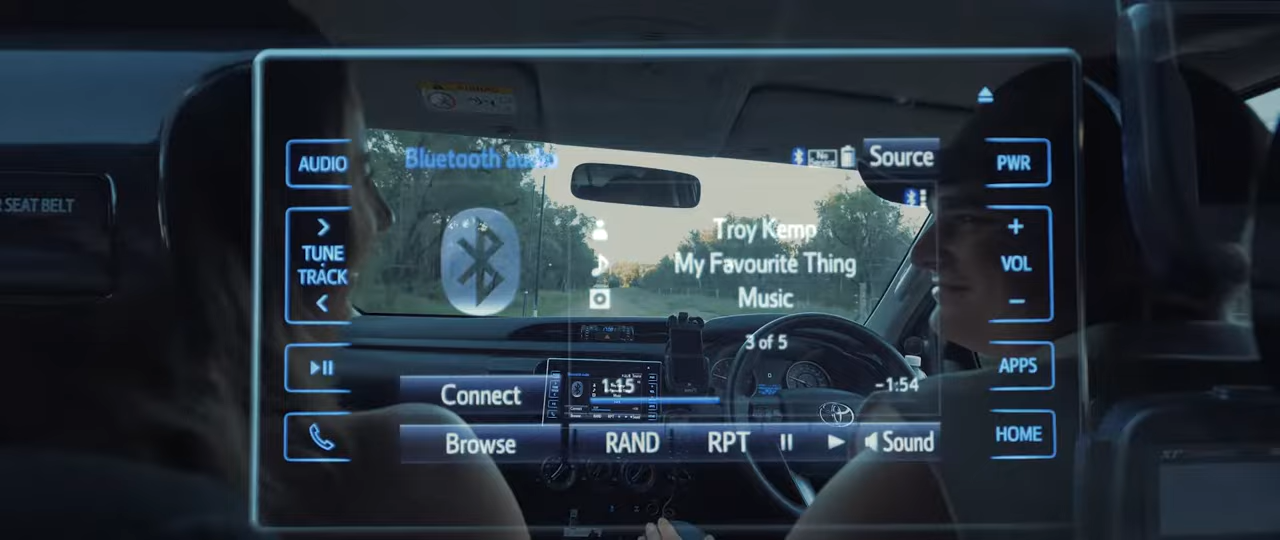 R SEAT BELT
AUDIO
Bluetooth audio
No
Source
PWR
TUNE
TRACK
Troy Kemp
My Favourite Thing
Music
VOL
3 of 5
1:15
-1:54
APPS
Connect
Browse
RAND
RPT
Sound
HOME